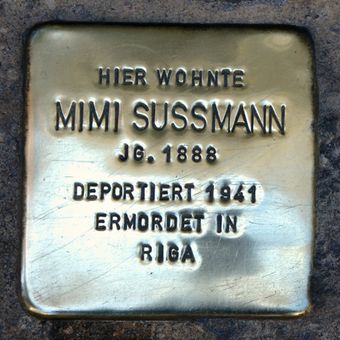 HIER WOHNTE
MIMI SUSSMANN
JG. 1888
DEPORTIERT 1941
ERMORDET IN
RIGA